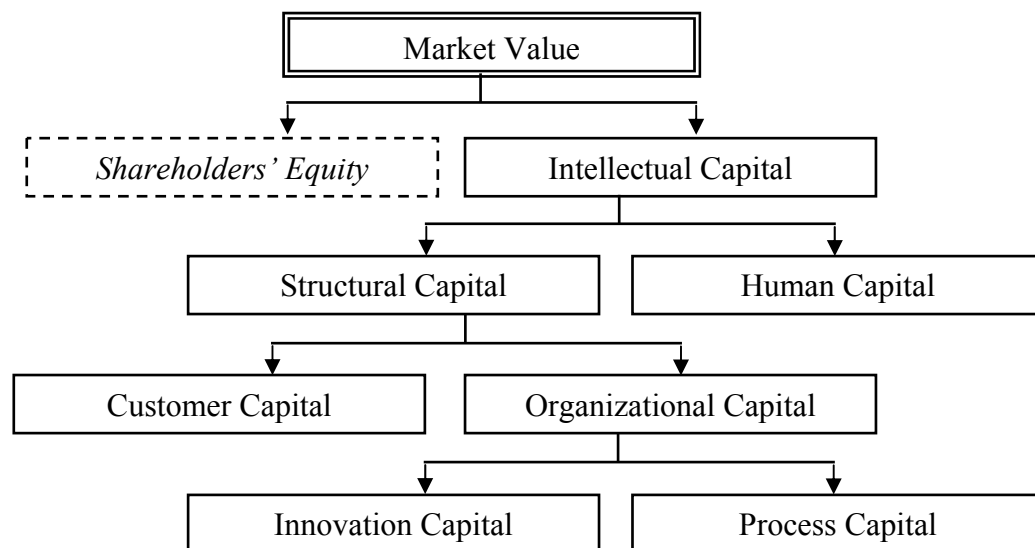 Market Value
Shareholders’ Equity
Intellectual Capital
Structural Capital
Human Capital
Customer Capital
Organizational Capital
Innovation Capital
Process Capital